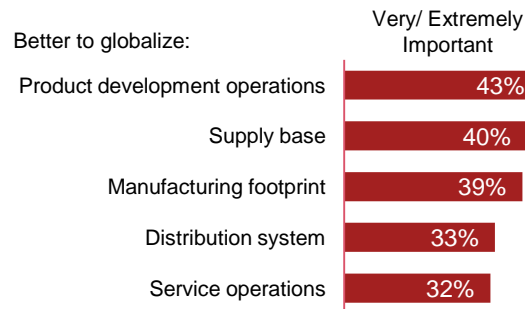 Very/ Extremely
Important
Better to globalize:
Product development operations 43%
Supply base 40%
Manufacturing footprint 39%
Distribution system 33%
Service operations 32%